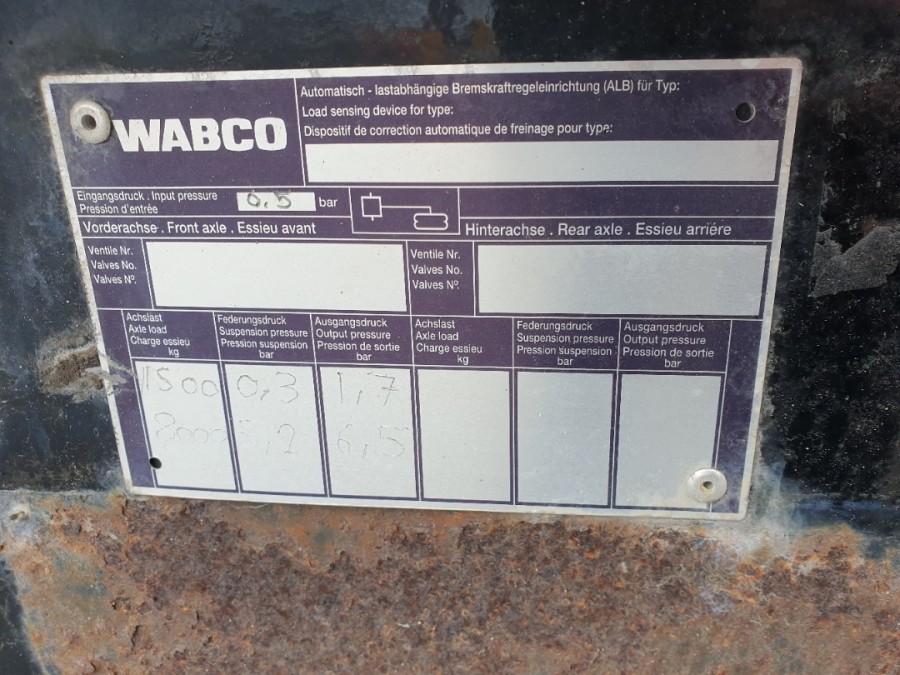 WABCO
Automatisch - lastabhängige Bremskraftregeleinrichtung (ALB) für Typ:
Load sensing device for type:
Dispositif de correction automatique de freinage pour type:
Eingangsdruck . Input pressure
Pression d'entrée
6,5 bar
Vorderachse . Front axle . Essieu avant
Hinterachse . Rear axle . Essieu arriére
Ventile Nr.
Valves No.
Valves N°.
Ventile Nr.
Valves No.
Valves N°.
Achslast
Axle load
Charge essieu
kg
Federungsdruck
Suspension pressure
Pression suspension
bar
Ausgangsdruck
Output pressure
Pression de sortie
bar
Achslast
Axle load
Charge essieu
kg
Federungsdruck
Suspension pressure
Pression suspension
bar
Ausgangsdruck
Output pressure
Pression de sortie
bar
0,3 1,7
8000 6,5